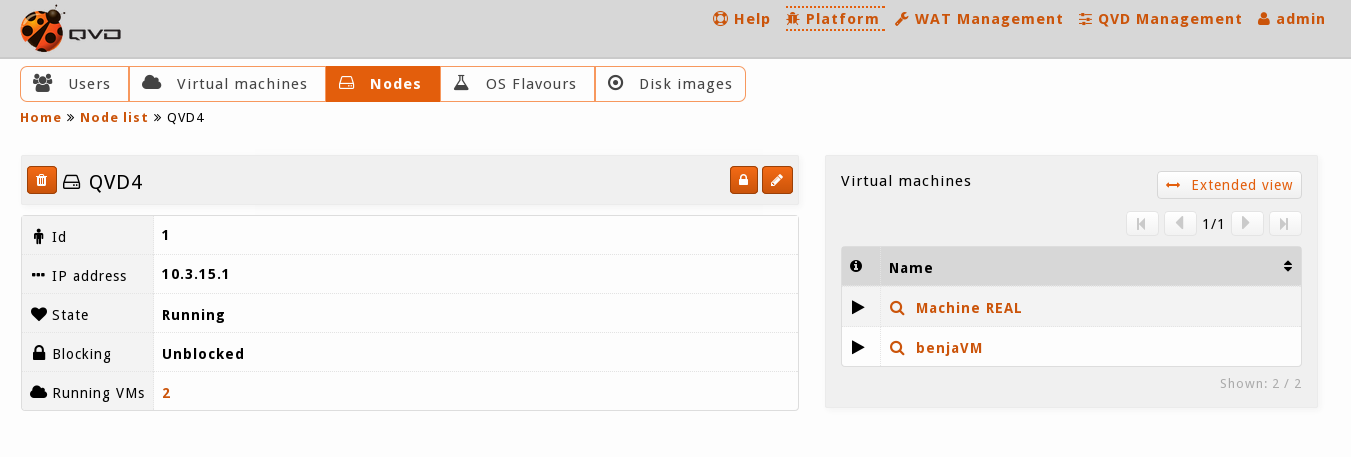 QVD
Help Platform WAT Management QVD Management admin
Users Virtual machines Nodes OS Flavours Disk images
Home » Node list » QVD4
QVD4
Id 1
IP address 10.3.15.1
State Running
Blocking Unblocked
Running VMs 2
Virtual machines
Extended view
1/1
Name
Machine REAL
benjaVM
Shown: 2 / 2